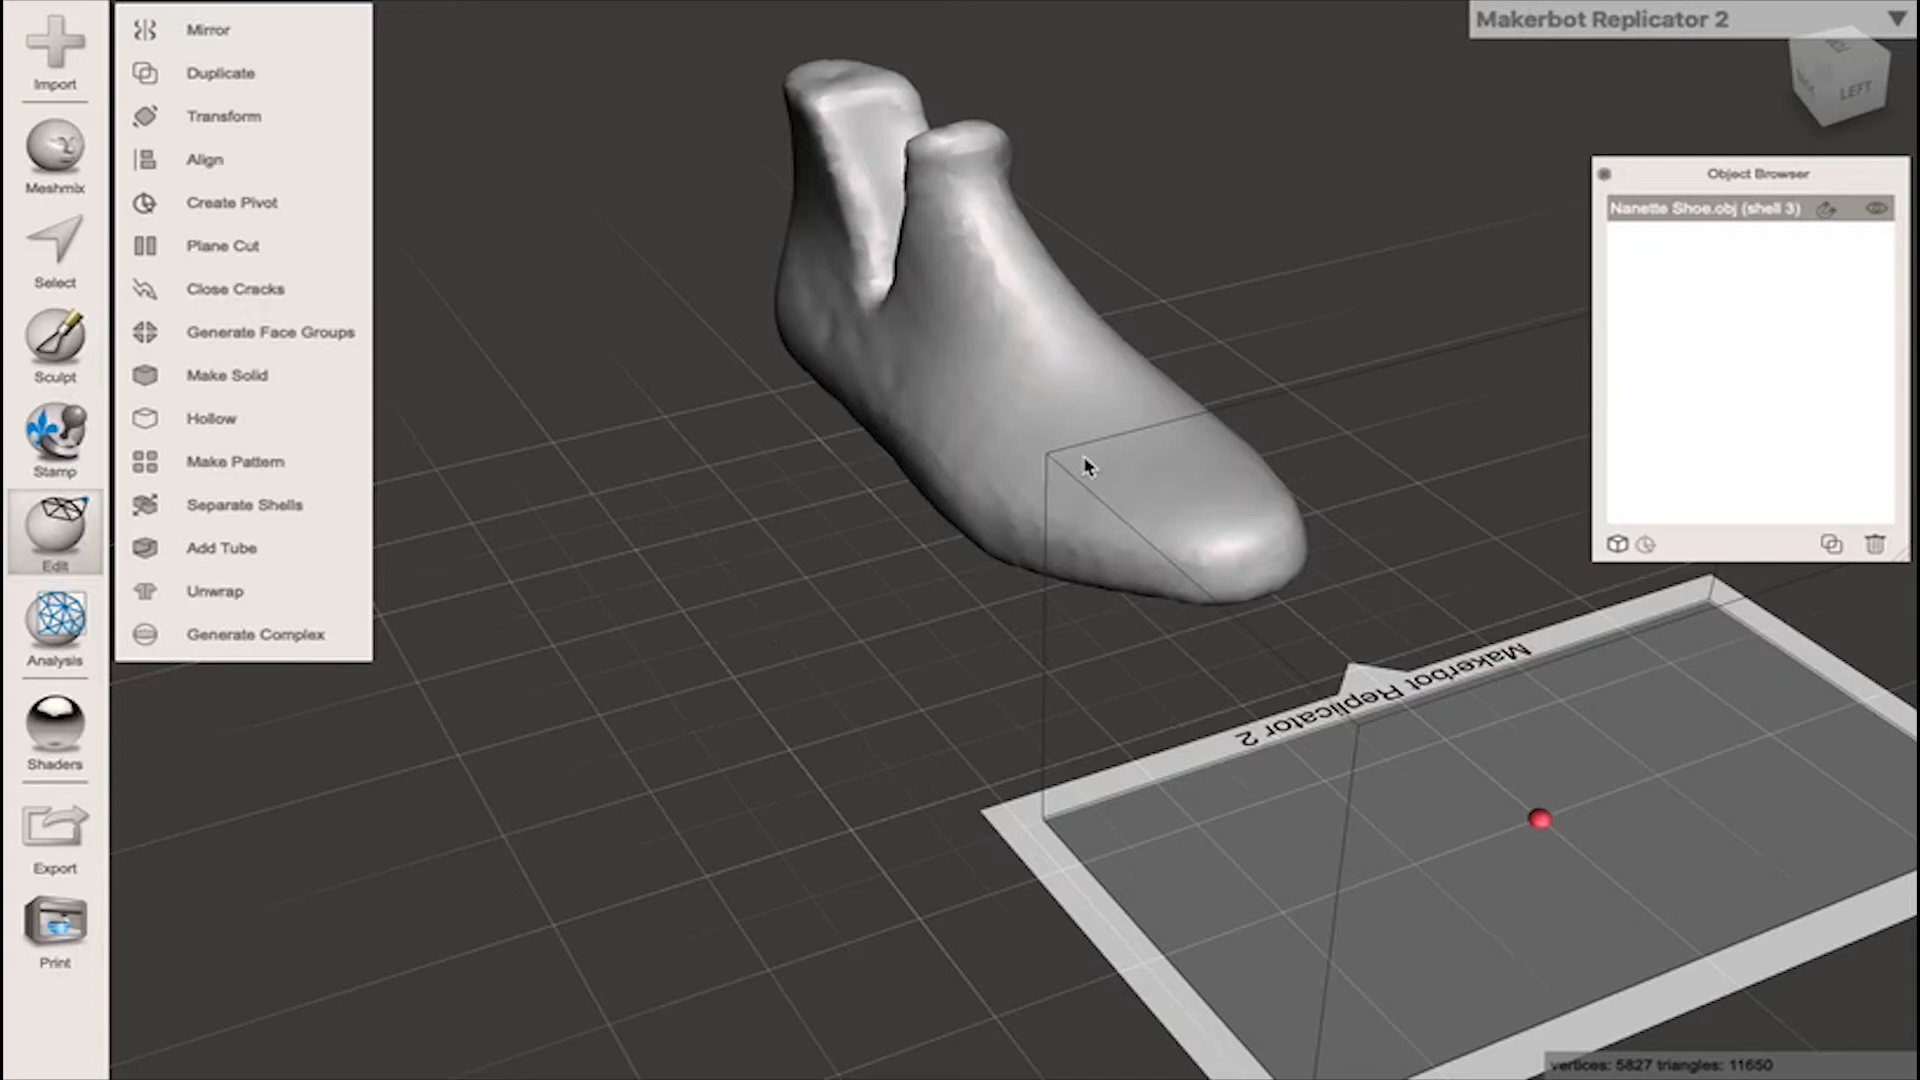 Import
Meshmix
Select
Sculpt
Stamp
Edit
Analysis
Shaders
Export
Print
Mirror
Duplicate
Transform
Align
Create Pivot
Plane Cut
Close Cracks
Generate Face Groups
Make Solid
Hollow
Make Pattern
Separate Shells
Add Tube
Unwrap
Generate Complex
Makerbot Replicator 2
LEFT
Object Browser
Nanette Shoe.obj (shell 3)
Makerbot Replicator 2
vertices: 5827 triangles: 11650